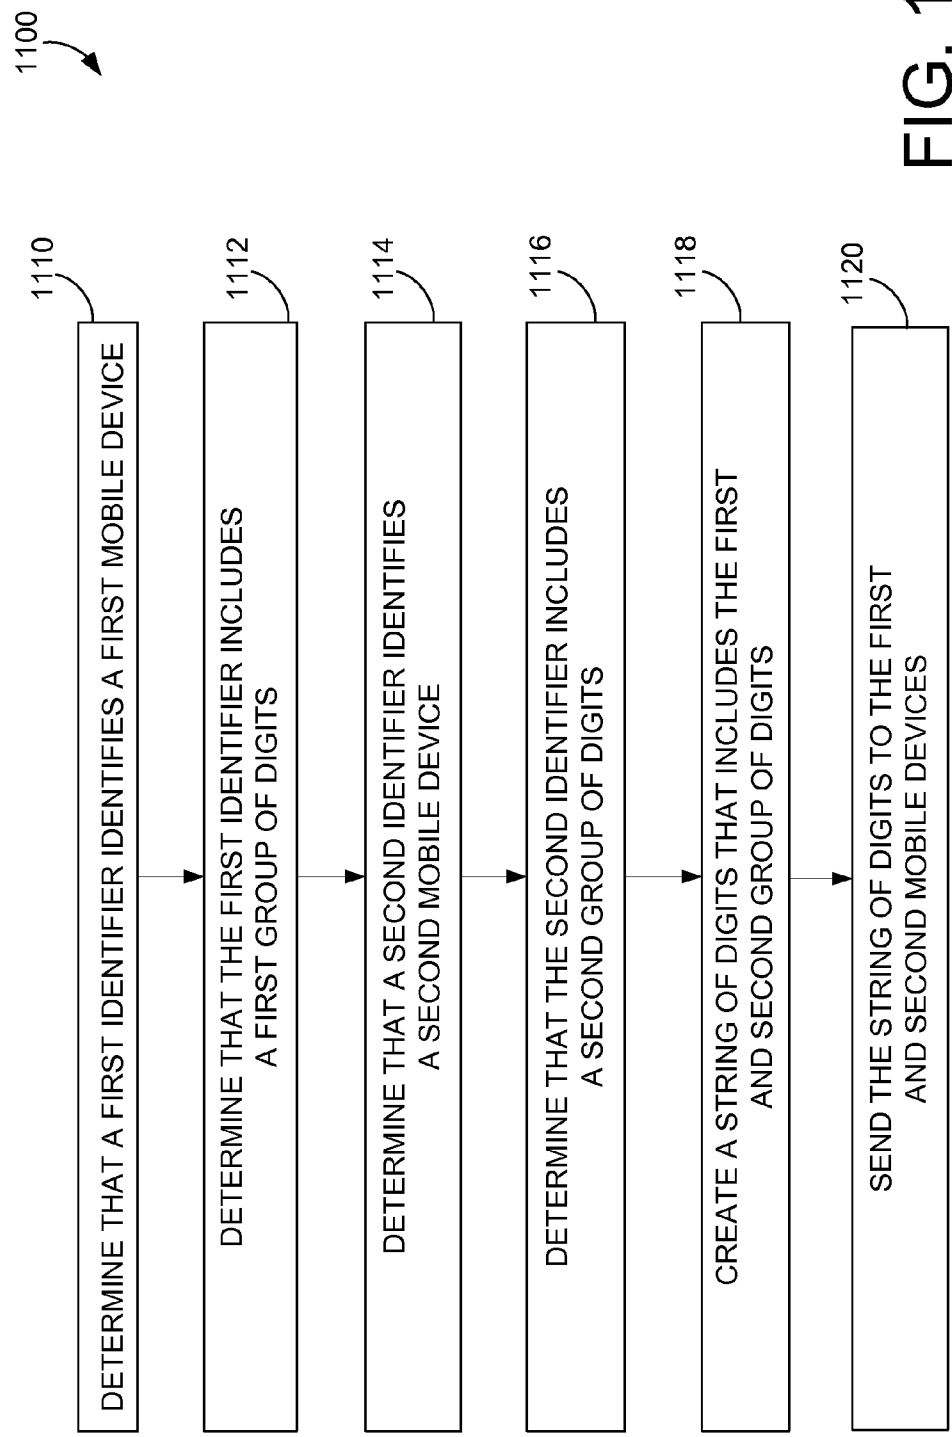 1100
1110
DETERMINE THAT A FIRST IDENTIFIER IDENTIFIES A FIRST MOBILE DEVICE
1112
DETERMINE THAT THE FIRST IDENTIFIER INCLUDES
A FIRST GROUP OF DIGITS
1114
DETERMINE THAT A SECOND IDENTIFIER IDENTIFIES
A SECOND MOBILE DEVICE
1116
DETERMINE THAT THE SECOND IDENTIFIER INCLUDES
A SECOND GROUP OF DIGITS
1118
CREATE A STRING OF DIGITS THAT INCLUDES THE FIRST
AND SECOND GROUP OF DIGITS
1120
SEND THE STRING OF DIGITS TO THE FIRST
AND SECOND MOBILE DEVICES
FIG.